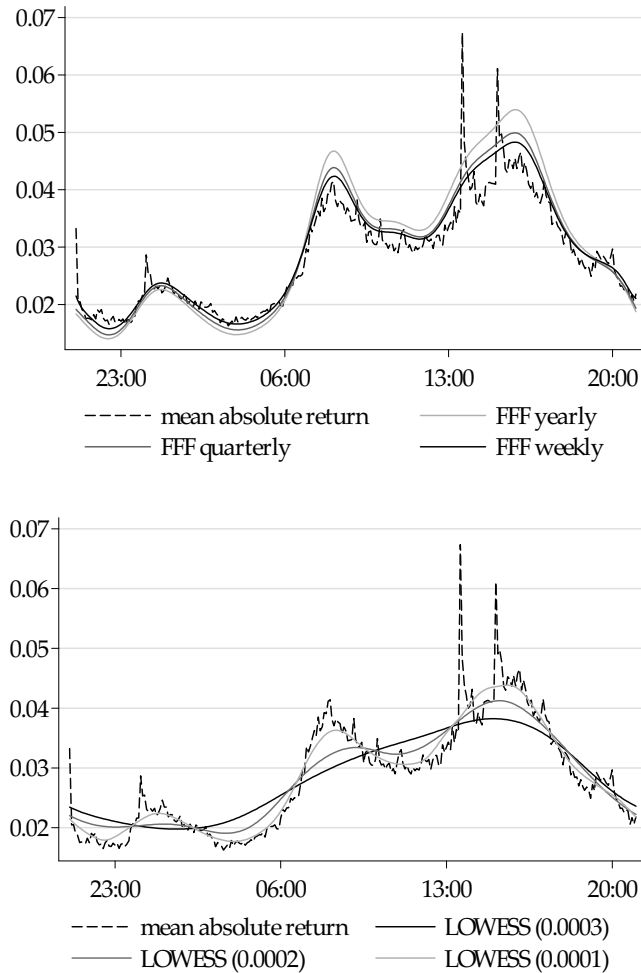 0.07
0.06
0.05
0.04
0.03
0.02
23:00 06:00 13:00 20:00
mean absolute return FFF yearly
FFF quarterly FFF weekly
0.07
0.06
0.05
0.04
0.03
0.02
23:00 06:00 13:00 20:00
mean absolute return LOWESS (0.0003)
LOWESS (0.0002) LOWESS (0.0001)